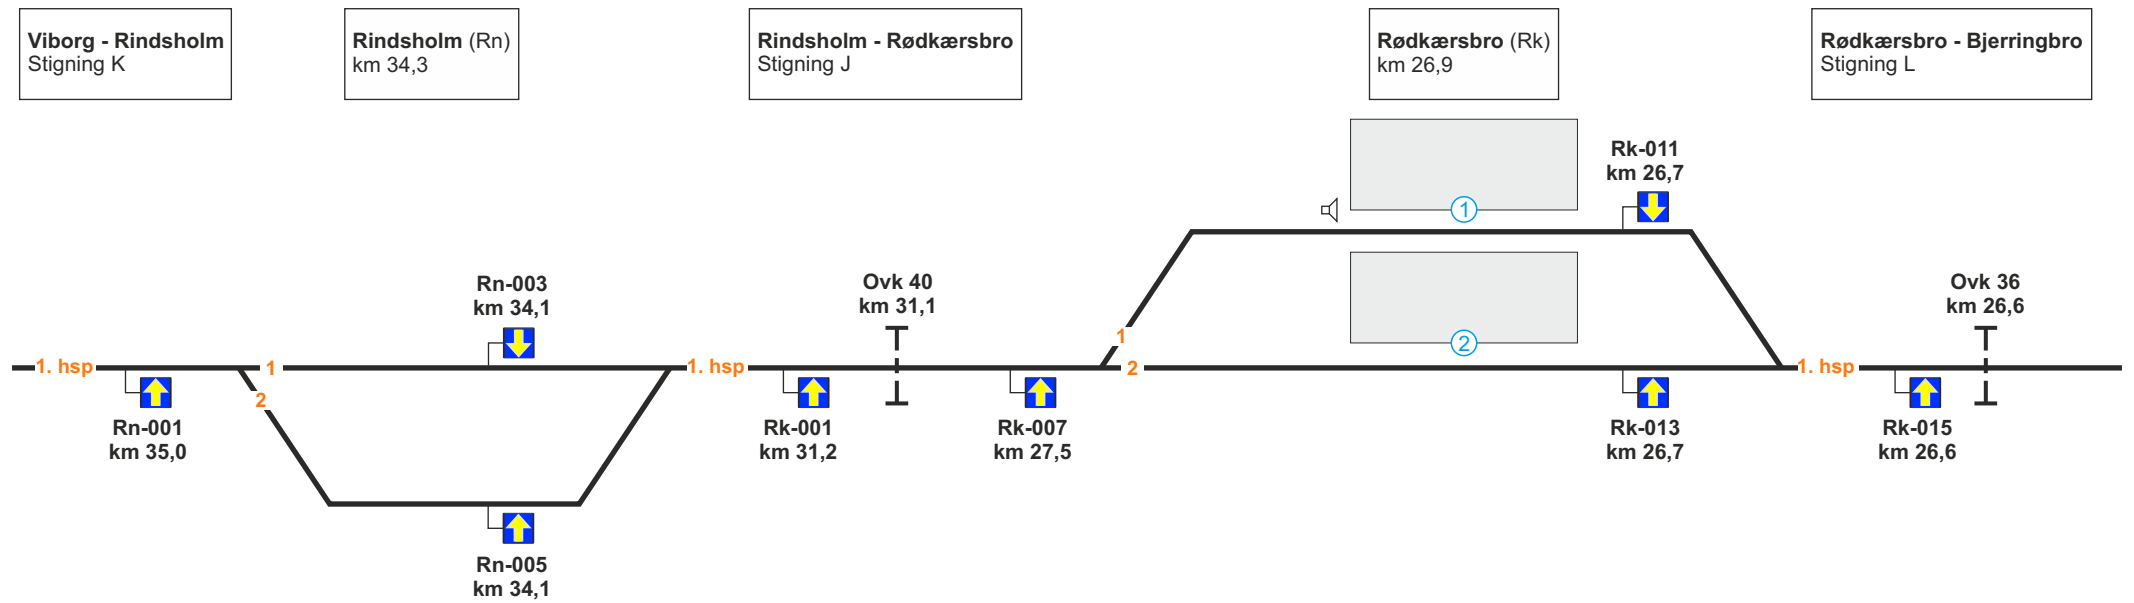 Viborg - Rindsholm
Stigning K
Rindsholm (Rn)
km 34,3
Rindsholm - Rødkærsbro
Stigning J
Rødkærsbro (Rk)
km 26,9
Rødkærsbro - Bjerringbro
Stigning L
Rk-011
km 26,7
1
Rn-003
km 34,1
Ovk 40
km 31,1
Ovk 36
km 26,6
1
2
1. hsp
1
1. hsp
2
1. hsp
2
Rn-001
km 35,0
Rk-001
km 31,2
Rk-007
km 27,5
Rk-013
km 26,7
Rk-015
km 26,6
Rn-005
km 34,1